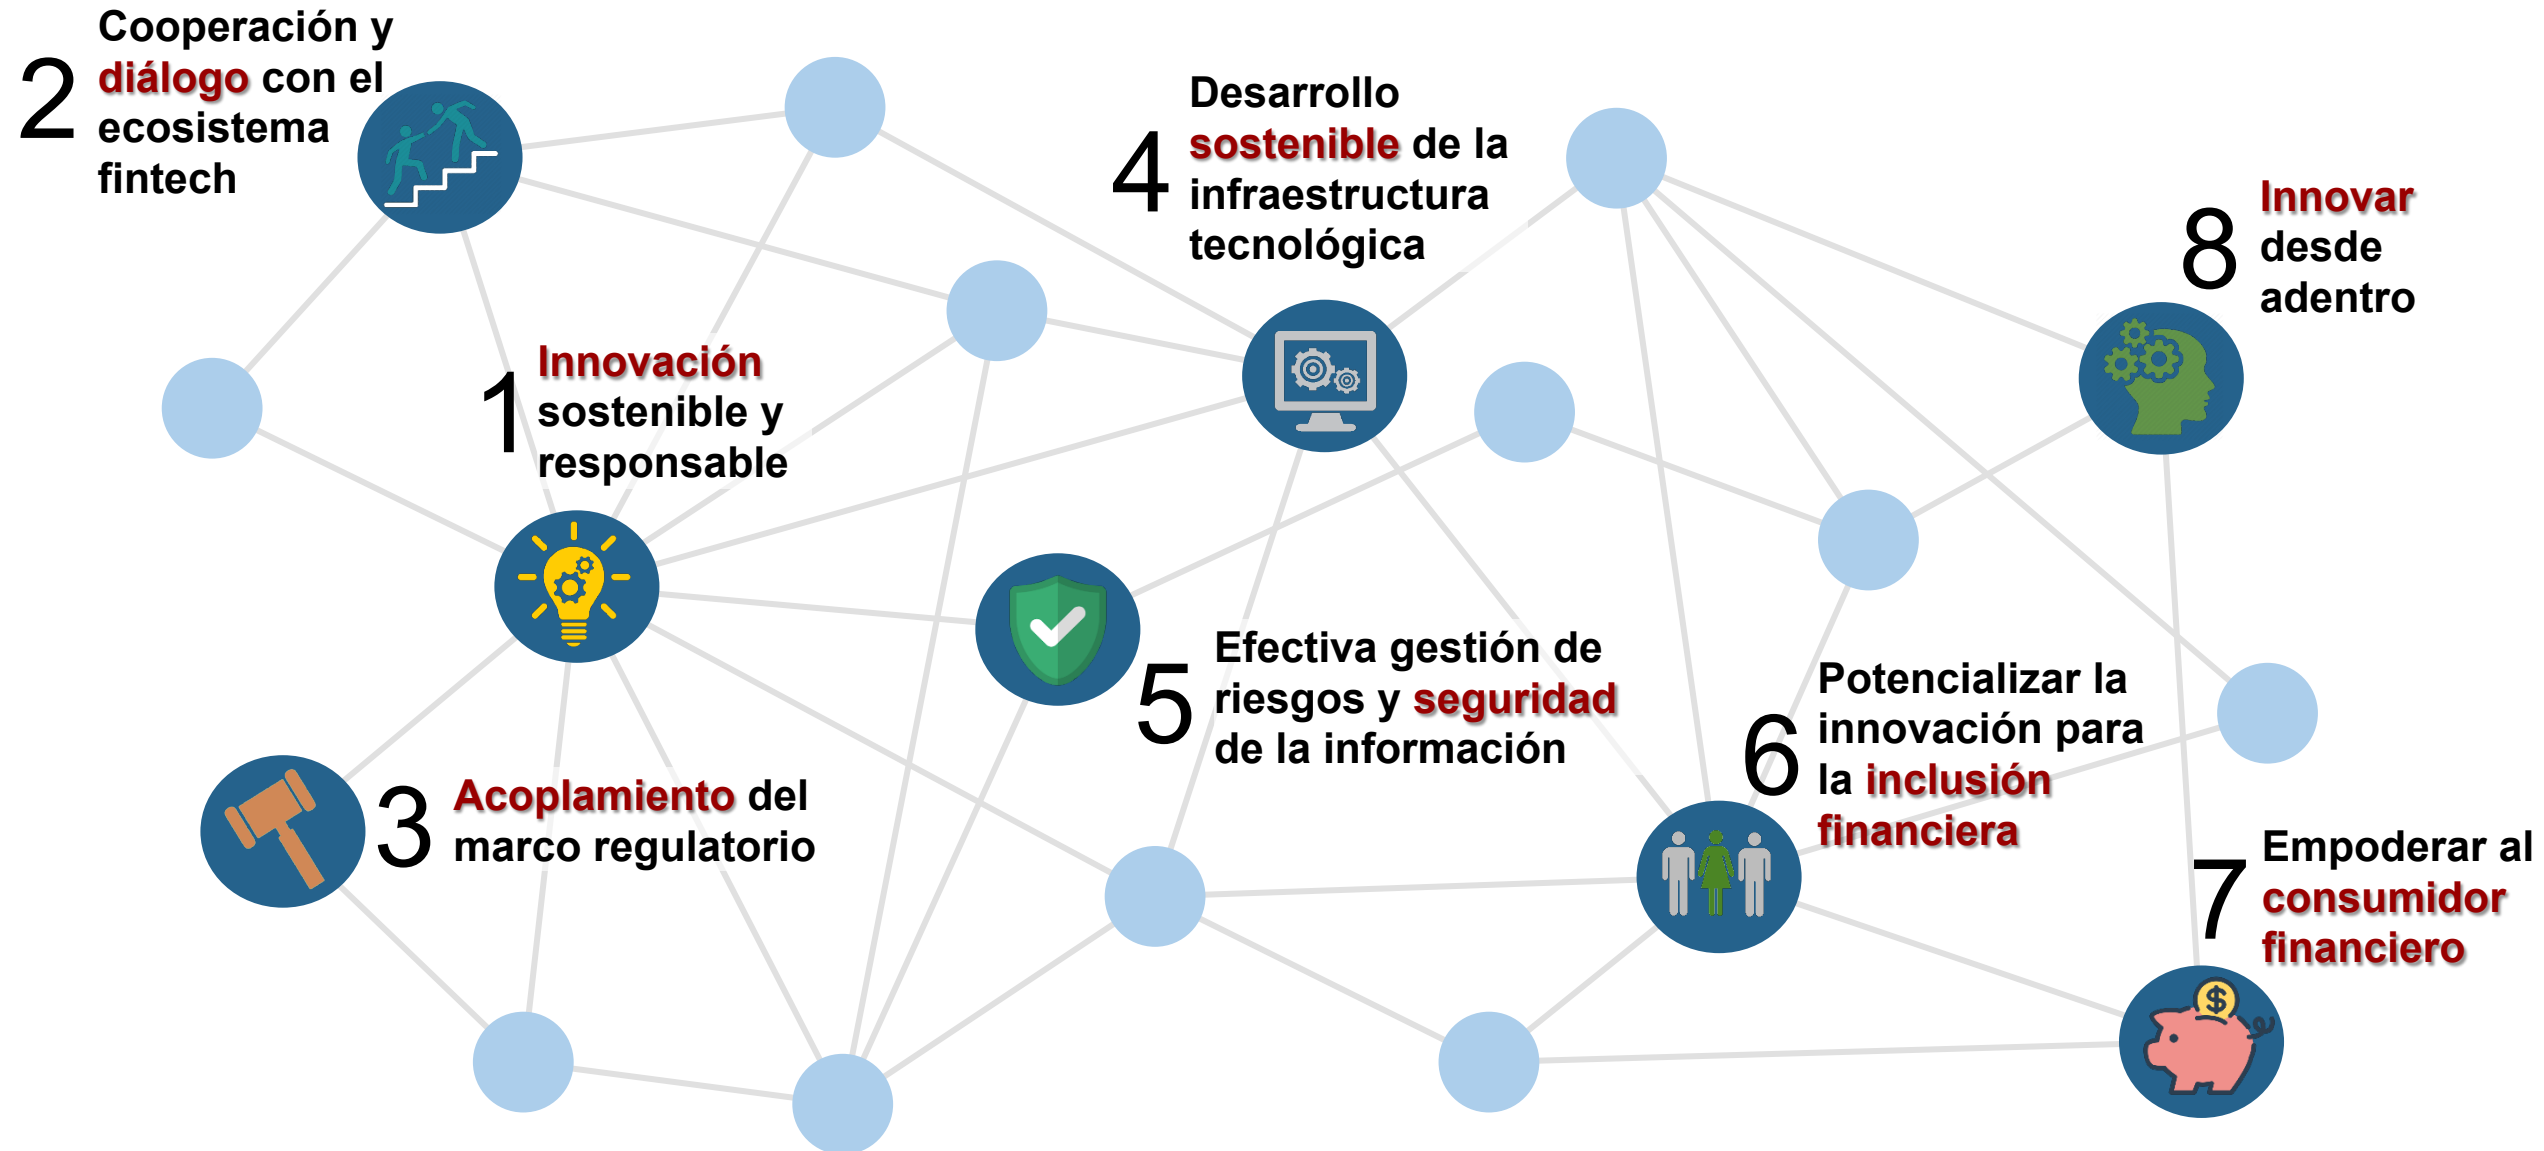 2
Cooperación y
diálogo con el
ecosistema
fintech
4
Desarrollo
sostenible de la
infraestructura
tecnológica
8
Innovar
desde
adentro
1
Innovación
sostenible y
responsable
5
Efectiva gestión de
riesgos y seguridad
de la información
6
Potencializar la
innovación para
la inclusión
financiera
3
Acoplamiento del
marco regulatorio
7
Empoderar al
consumidor
financiero
$